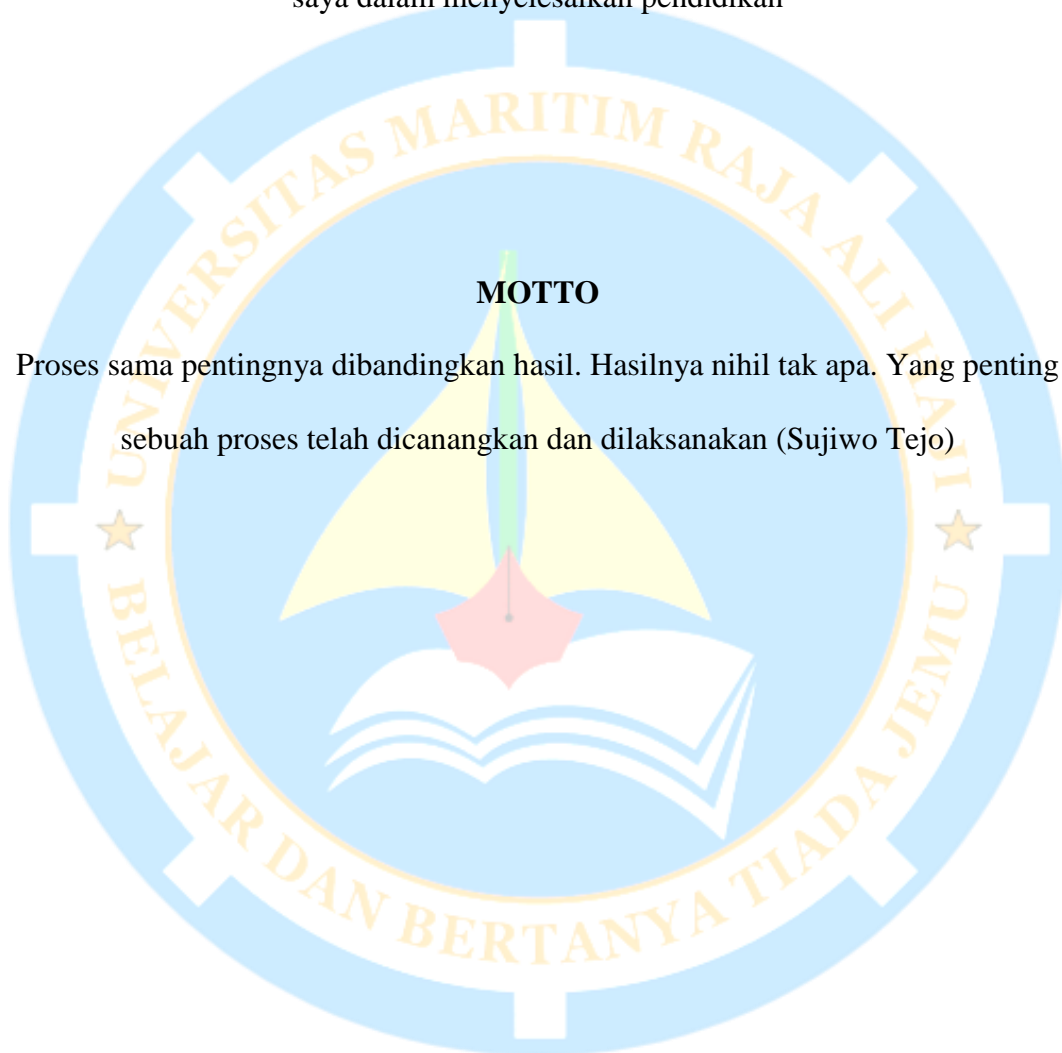 saya dalam menyelesaikan pendidikan
UNIVERSITAS MARITIM RAJA ALI HAJI
MOTTO
Proses sama pentingnya dibandingkan hasil. Hasilnya nihil tak apa. Yang penting
sebuah proses telah dicanangkan dan dilaksanakan (Sujiwo Tejo)
BELAJAR DAN BERTANYA TIADA JEMU